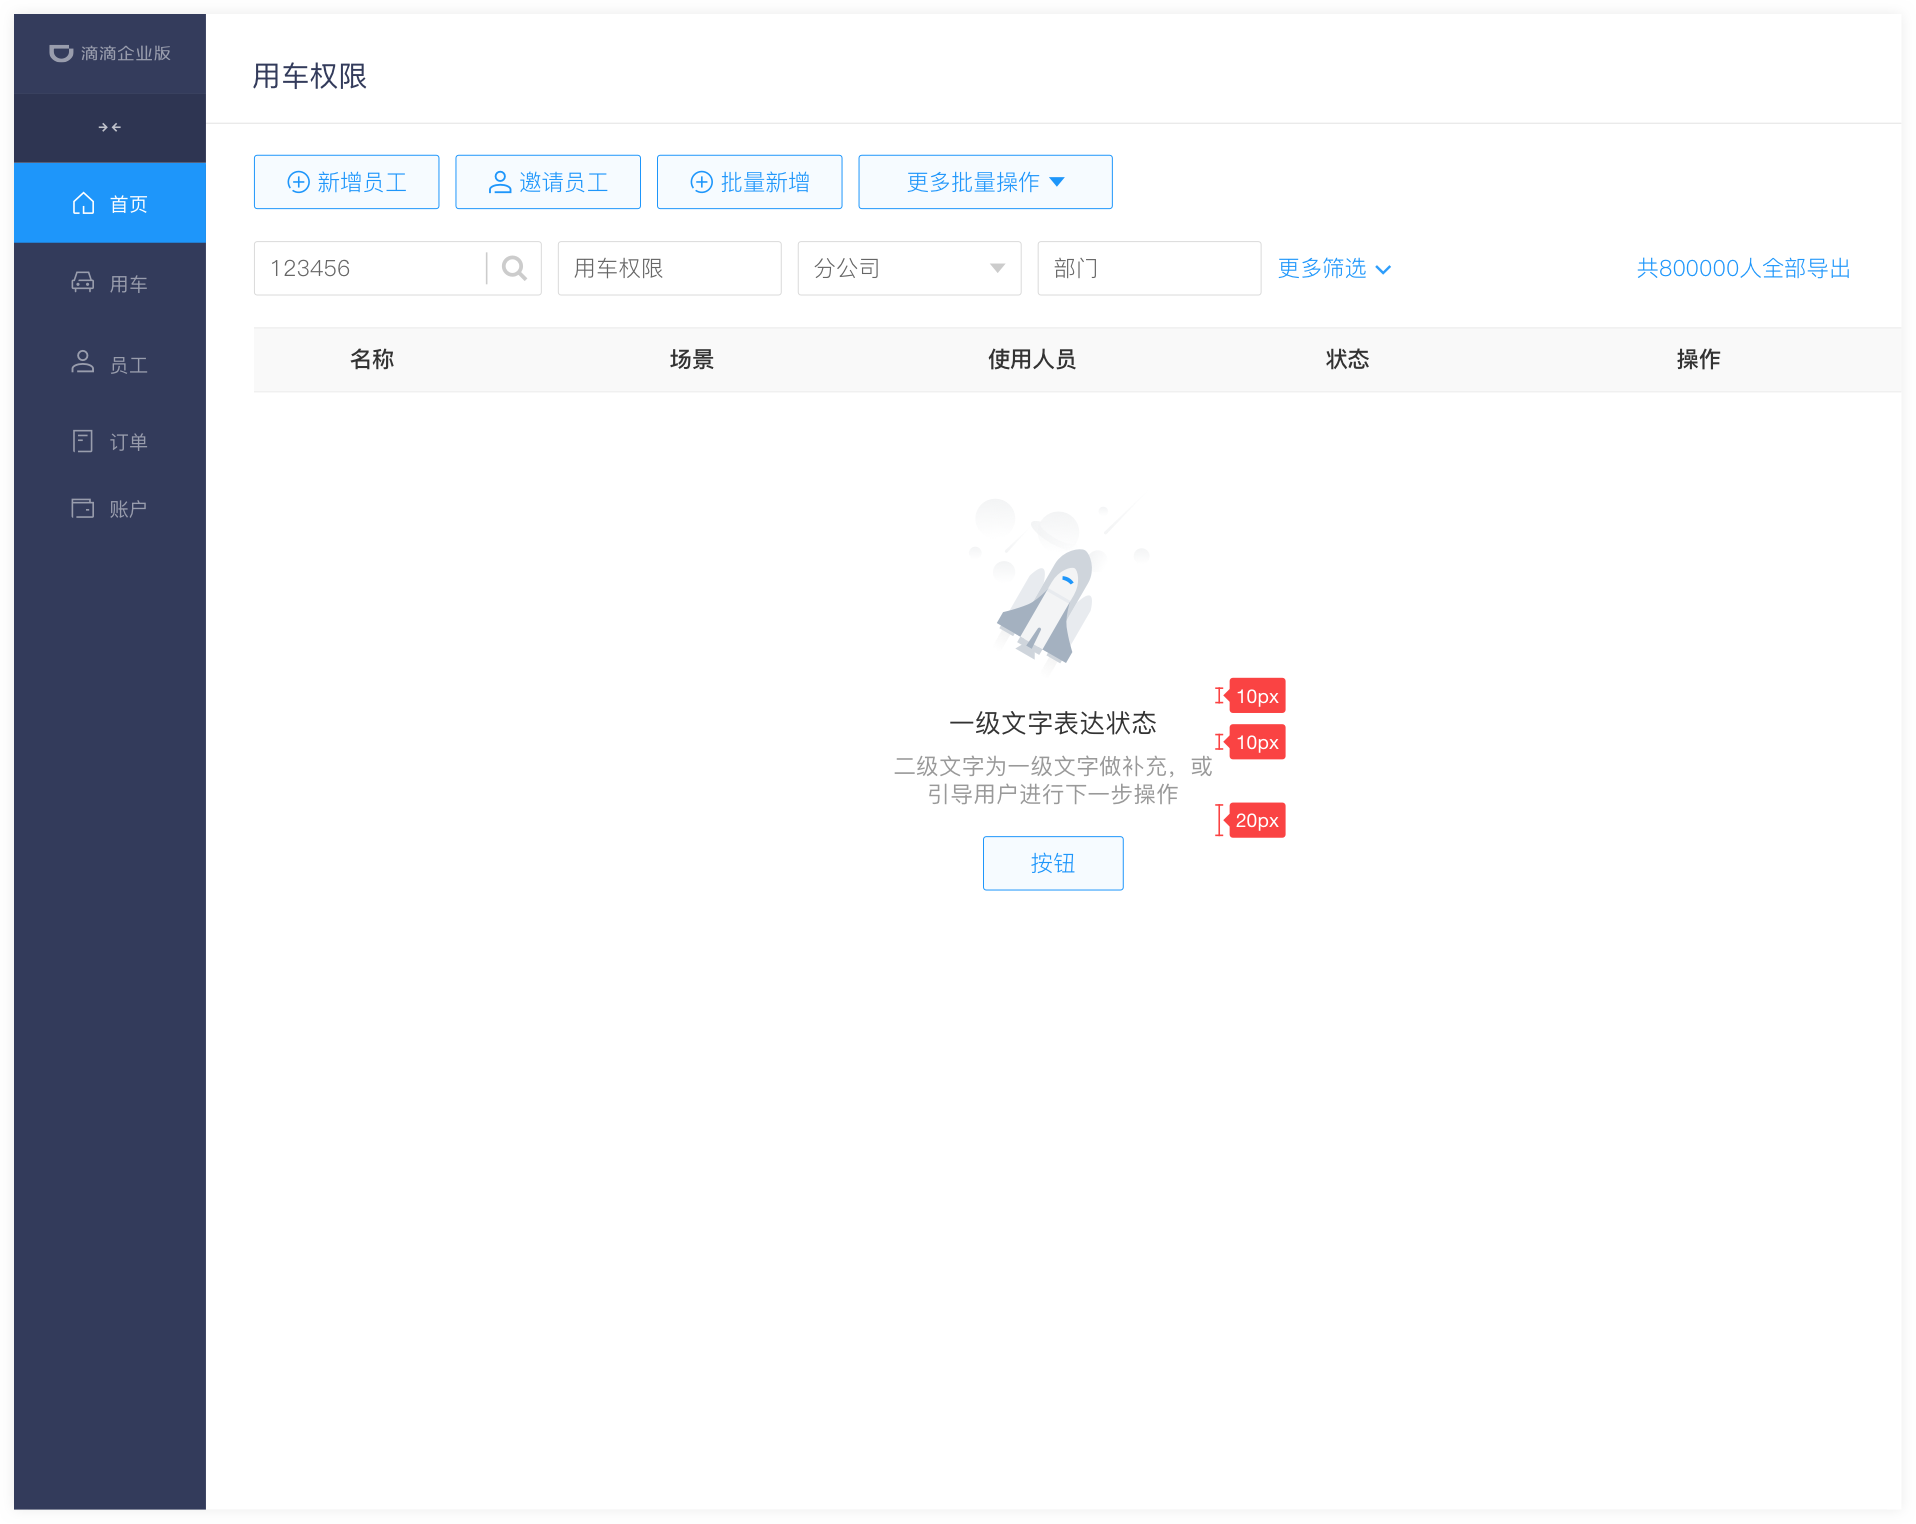 滴滴企业版
首页
用车
员工
订单
账户
用车权限
新增员工
邀请员工
批量新增
更多批量操作
123456
用车权限
分公司
部门
更多筛选
共800000人全部导出
名称
场景
使用人员
状态
操作
10px
一级文字表达状态
10px
二级文字为一级文字做补充，或
引导用户进行下一步操作
20px
按钮